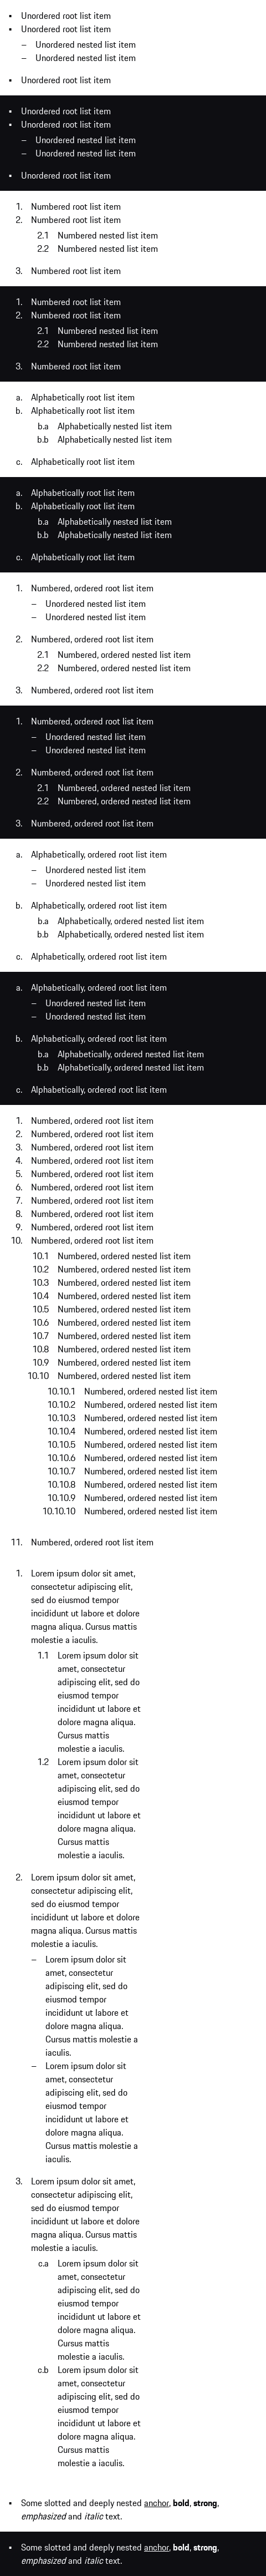 • Unordered root list item
• Unordered root list item
– Unordered nested list item
– Unordered nested list item
• Unordered root list item
• Unordered root list item
• Unordered root list item
– Unordered nested list item
– Unordered nested list item
• Unordered root list item
1. Numbered root list item
2. Numbered root list item
2.1 Numbered nested list item
2.2 Numbered nested list item
3. Numbered root list item
1. Numbered root list item
2. Numbered root list item
2.1 Numbered nested list item
2.2 Numbered nested list item
3. Numbered root list item
a. Alphabetically root list item
b. Alphabetically root list item
b.a Alphabetically nested list item
b.b Alphabetically nested list item
c. Alphabetically root list item
a. Alphabetically root list item
b. Alphabetically root list item
b.a Alphabetically nested list item
b.b Alphabetically nested list item
c. Alphabetically root list item
1. Numbered, ordered root list item
– Unordered nested list item
– Unordered nested list item
2. Numbered, ordered root list item
2.1 Numbered, ordered nested list item
2.2 Numbered, ordered nested list item
3. Numbered, ordered root list item
1. Numbered, ordered root list item
– Unordered nested list item
– Unordered nested list item
2. Numbered, ordered root list item
2.1 Numbered, ordered nested list item
2.2 Numbered, ordered nested list item
3. Numbered, ordered root list item
a. Alphabetically, ordered root list item
– Unordered nested list item
– Unordered nested list item
b. Alphabetically, ordered root list item
b.a Alphabetically, ordered nested list item
b.b Alphabetically, ordered nested list item
c. Alphabetically, ordered root list item
a. Alphabetically, ordered root list item
– Unordered nested list item
– Unordered nested list item
b. Alphabetically, ordered root list item
b.a Alphabetically, ordered nested list item
b.b Alphabetically, ordered nested list item
c. Alphabetically, ordered root list item
1. Numbered, ordered root list item
2. Numbered, ordered root list item
3. Numbered, ordered root list item
4. Numbered, ordered root list item
5. Numbered, ordered root list item
6. Numbered, ordered root list item
7. Numbered, ordered root list item
8. Numbered, ordered root list item
9. Numbered, ordered root list item
10. Numbered, ordered root list item
10.1 Numbered, ordered nested list item
10.2 Numbered, ordered nested list item
10.3 Numbered, ordered nested list item
10.4 Numbered, ordered nested list item
10.5 Numbered, ordered nested list item
10.6 Numbered, ordered nested list item
10.7 Numbered, ordered nested list item
10.8 Numbered, ordered nested list item
10.9 Numbered, ordered nested list item
10.10 Numbered, ordered nested list item
10.10.1 Numbered, ordered nested list item
10.10.2 Numbered, ordered nested list item
10.10.3 Numbered, ordered nested list item
10.10.4 Numbered, ordered nested list item
10.10.5 Numbered, ordered nested list item
10.10.6 Numbered, ordered nested list item
10.10.7 Numbered, ordered nested list item
10.10.8 Numbered, ordered nested list item
10.10.9 Numbered, ordered nested list item
10.10.10 Numbered, ordered nested list item
11. Numbered, ordered root list item
1. Lorem ipsum dolor sit amet,
consectetur adipiscing elit,
sed do eiusmod tempor
incididunt ut labore et dolore
magna aliqua. Cursus mattis
molestie a iaculis.
1.1 Lorem ipsum dolor sit
amet, consectetur
adipiscing elit, sed do
eiusmod tempor
incididunt ut labore et
dolore magna aliqua.
Cursus mattis
molestie a iaculis.
1.2 Lorem ipsum dolor sit
amet, consectetur
adipiscing elit, sed do
eiusmod tempor
incididunt ut labore et
dolore magna aliqua.
Cursus mattis
molestie a iaculis.
2. Lorem ipsum dolor sit amet,
consectetur adipiscing elit,
sed do eiusmod tempor
incididunt ut labore et dolore
magna aliqua. Cursus mattis
molestie a iaculis.
– Lorem ipsum dolor sit
amet, consectetur
adipiscing elit, sed do
eiusmod tempor
incididunt ut labore et
dolore magna aliqua.
Cursus mattis molestie a
iaculis.
– Lorem ipsum dolor sit
amet, consectetur
adipiscing elit, sed do
eiusmod tempor
incididunt ut labore et
dolore magna aliqua.
Cursus mattis molestie a
iaculis.
3. Lorem ipsum dolor sit amet,
consectetur adipiscing elit,
sed do eiusmod tempor
incididunt ut labore et dolore
magna aliqua. Cursus mattis
molestie a iaculis.
c.a Lorem ipsum dolor sit
amet, consectetur
adipiscing elit, sed do
eiusmod tempor
incididunt ut labore et
dolore magna aliqua.
Cursus mattis
molestie a iaculis.
c.b Lorem ipsum dolor sit
amet, consectetur
adipiscing elit, sed do
eiusmod tempor
incididunt ut labore et
dolore magna aliqua.
Cursus mattis
molestie a iaculis.
• Some slotted and deeply nested anchor, bold, strong,
emphasized and italic text.
• Some slotted and deeply nested anchor, bold, strong,
emphasized and italic text.